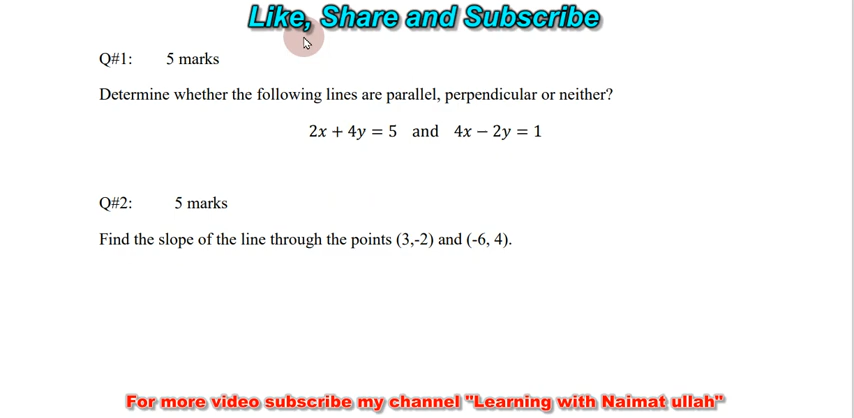 Like, Share and Subscribe
Q#1: 5 marks
Determine whether the following lines are parallel, perpendicular or neither?
2x + 4y = 5 and 4x − 2y = 1
Q#2: 5 marks
Find the slope of the line through the points (3,-2) and (-6, 4).
For more video subscribe my channel "Learning with Naimat ullah"